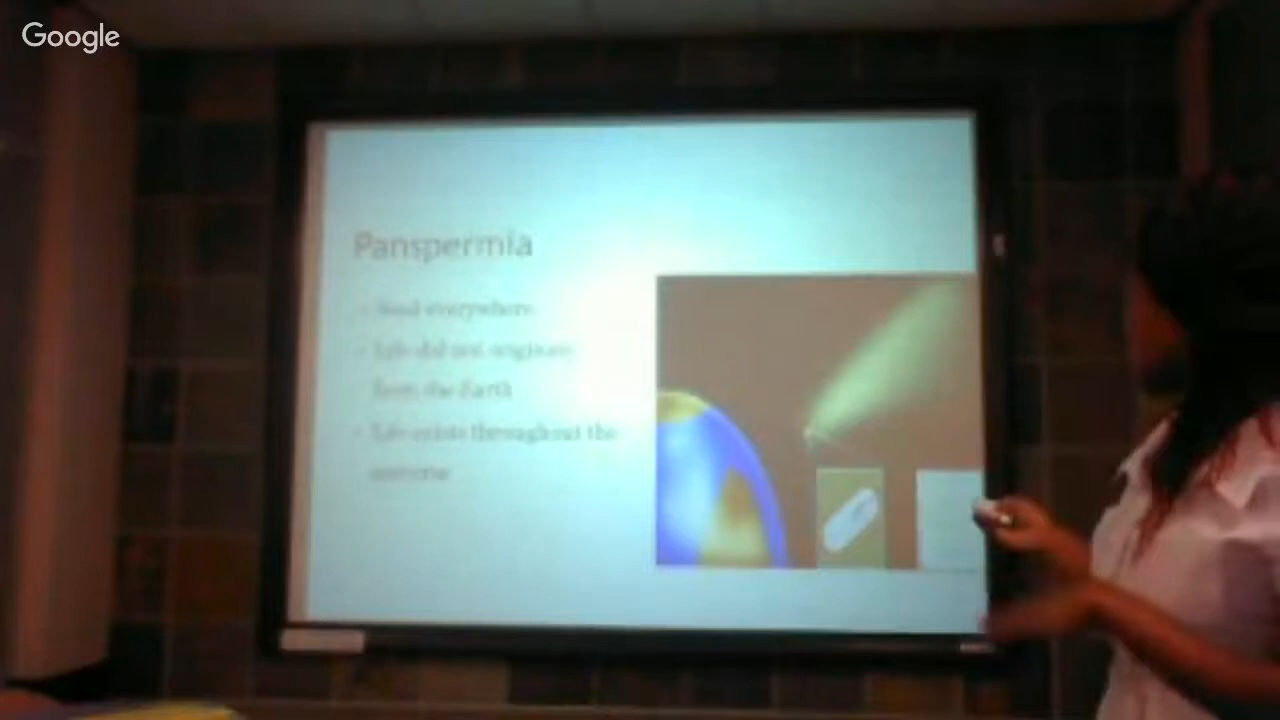 Google
Panspermia
- Seed everywhere
- Life did not originate
from the Earth
- Life exists throughout the
universe